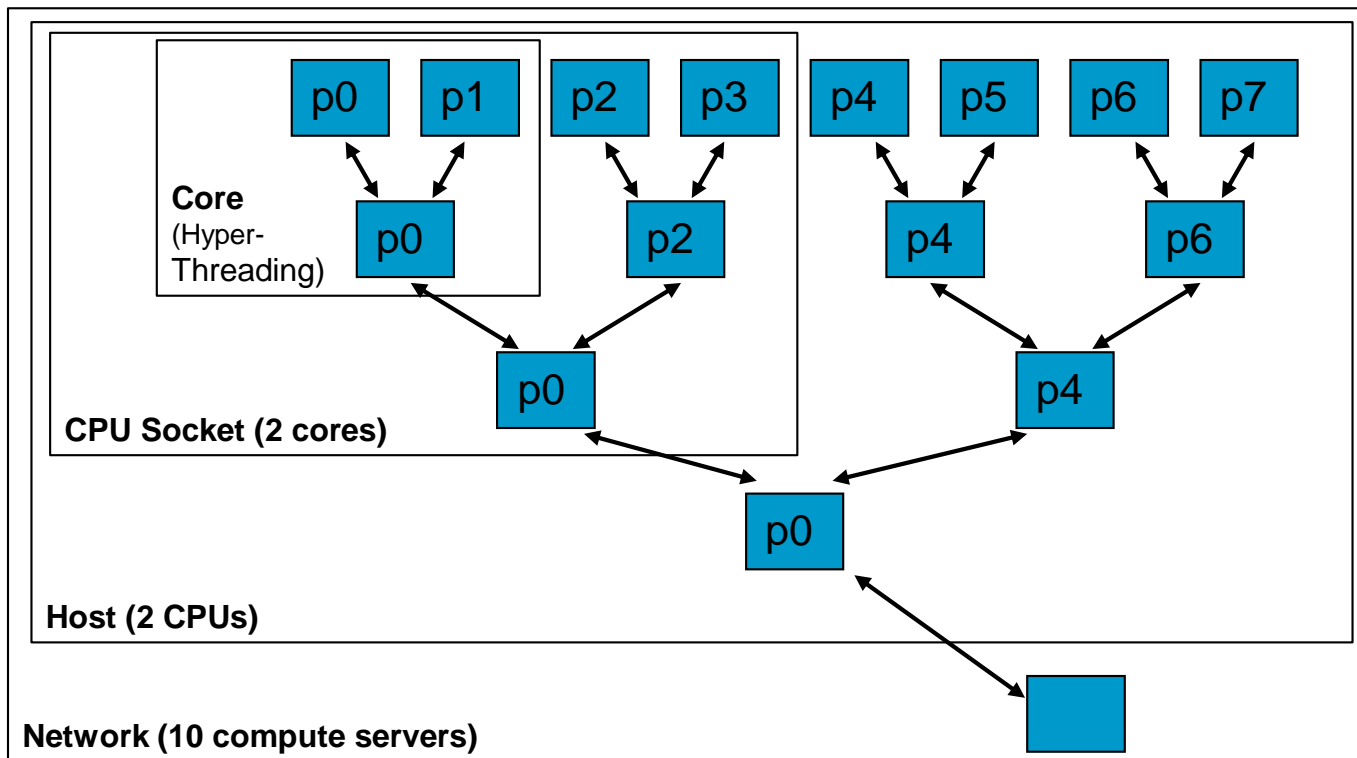 p0 p1 p2 p3 p4 p5 p6 p7
Core
(Hyper-
Threading)
p0 p2 p4 p6
p0 p4
CPU Socket (2 cores)
p0
Host (2 CPUs)
Network (10 compute servers)